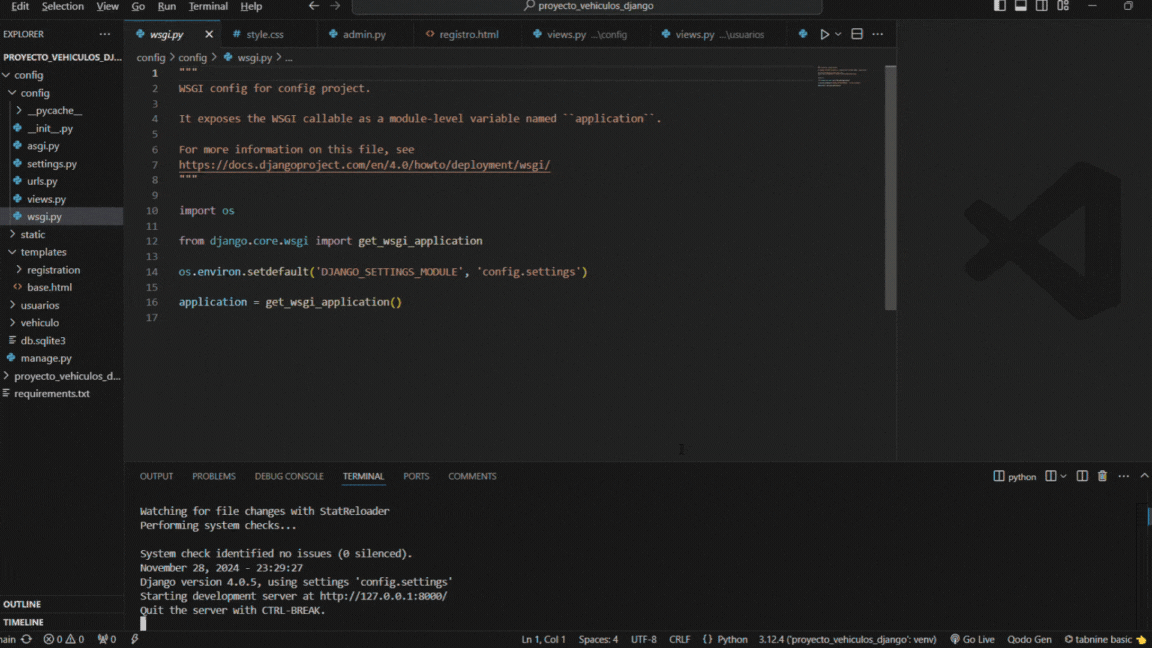 Edit Selection View Go Run Terminal Help proyecto_vehiculos_django
EXPLORER
wsgi.py
style.css
admin.py
registro.html
views.py ...\config
views.py ...\usuarios
PROYECTO_VEHICULOS_DJ...
config
config
__pycache__
__init__.py
asgi.py
settings.py
urls.py
views.py
wsgi.py
static
templates
registration
base.html
usuarios
vehiculo
db.sqlite3
manage.py
proyecto_vehiculos_d...
requirements.txt
OUTLINE
TIMELINE
config > config > wsgi.py > ...
1 """
2 WSGI config for config project.
3
4 It exposes the WSGI callable as a module-level variable named ``application``.
5
6 For more information on this file, see
7 https://docs.djangoproject.com/en/4.0/howto/deployment/wsgi/
8 """
9
10 import os
11
12 from django.core.wsgi import get_wsgi_application
13
14 os.environ.setdefault('DJANGO_SETTINGS_MODULE', 'config.settings')
15
16 application = get_wsgi_application()
17
OUTPUT PROBLEMS DEBUG CONSOLE TERMINAL PORTS COMMENTS
python
Watching for file changes with StatReloader
Performing system checks...
System check identified no issues (0 silenced).
November 28, 2024 - 23:29:27
Django version 4.0.5, using settings 'config.settings'
Starting development server at http://127.0.0.1:8000/
Quit the server with CTRL-BREAK.
main 0 0 0 Ln 1, Col 1 Spaces: 4 UTF-8 CRLF {} Python 3.12.4 ('proyecto_vehiculos_django': venv) Go Live Qodo Gen tabnine basic